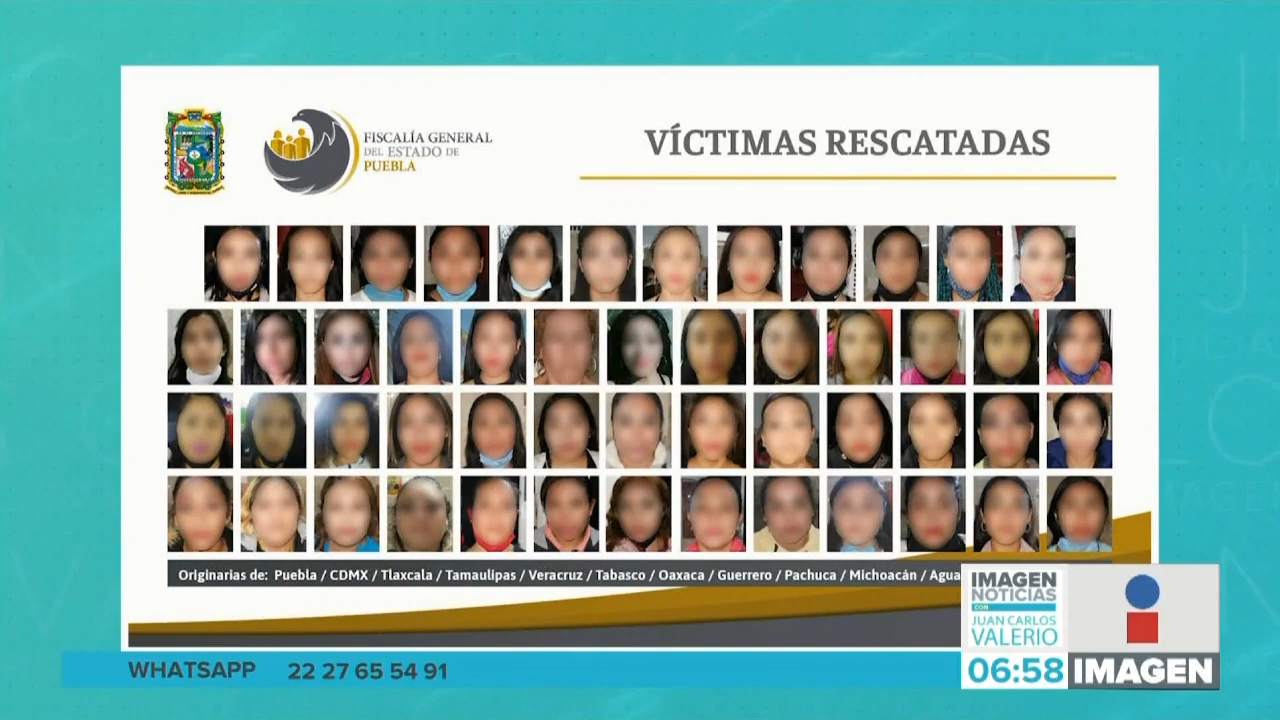 FISCALÍA GENERAL
DEL ESTADO DE
PUEBLA
VÍCTIMAS RESCATADAS
Originarias de: Puebla / CDMX / Tlaxcala / Tamaulipas / Veracruz / Tabasco / Oaxaca / Guerrero / Pachuca / Michoacán / Agua
IMAGEN
NOTICIAS
CON
JUAN CARLOS
VALERIO
WHATSAPP 22 27 65 54 91
06:58 IMAGEN